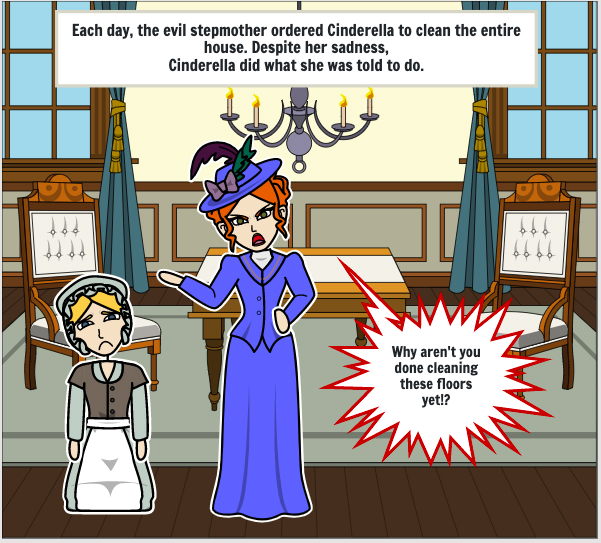 Each day, the evil stepmother ordered Cinderella to clean the entire
house. Despite her sadness,
Cinderella did what she was told to do.
Why aren't you
done cleaning
these floors
yet!?